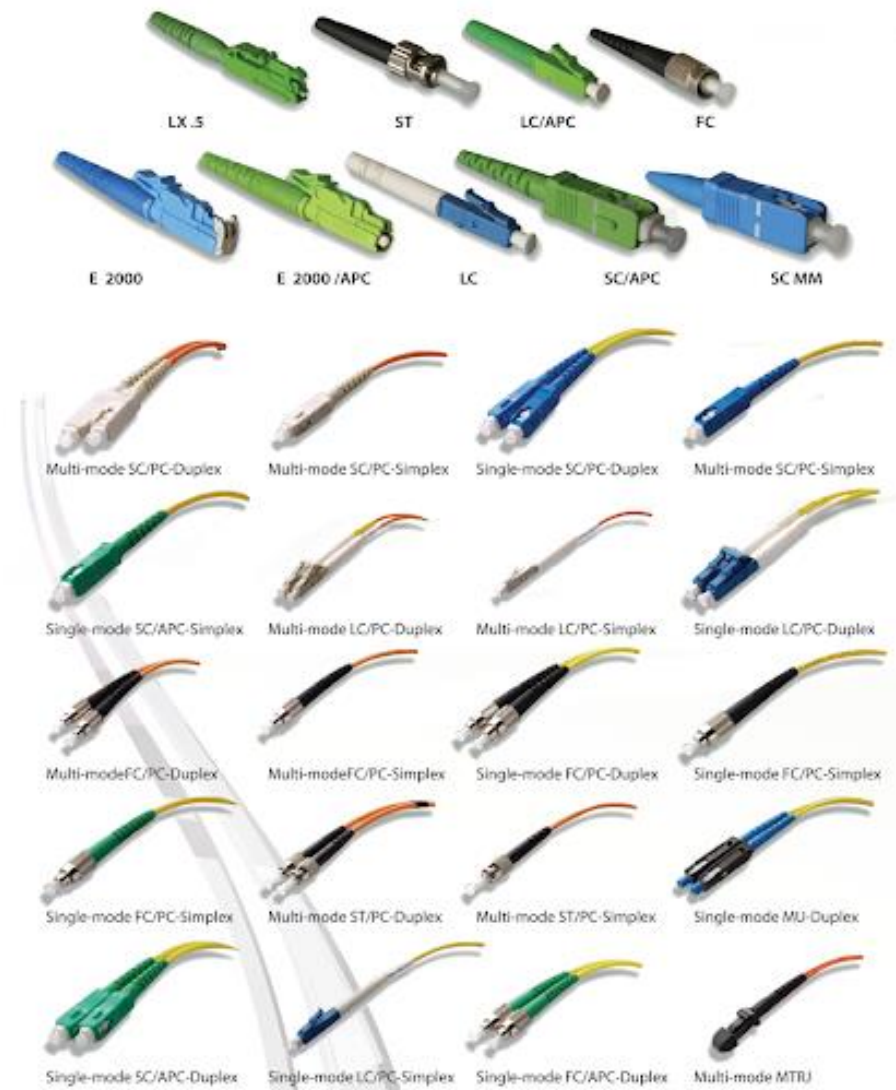 LX .5
ST
LC/APC
FC
E 2000
E 2000 /APC
LC
SC/APC
SC MM
Multi-mode SC/PC-Duplex
Multi-mode SC/PC-Simplex
Single-mode SC/PC-Duplex
Multi-mode SC/PC-Simplex
Single-mode SC/APC-Simplex
Multi-mode LC/PC-Duplex
Multi-mode LC/PC-Simplex
Single-mode LC/PC-Duplex
Multi-modeFC/PC-Duplex
Multi-modeFC/PC-Simplex
Single-mode FC/PC-Duplex
Single-mode FC/PC-Simplex
Single-mode FC/PC-Simplex
Multi-mode ST/PC-Duplex
Multi-mode ST/PC-Simplex
Single-mode MU-Duplex
Single-mode SC/APC-Duplex
Single-mode LC/PC-Simplex
Single-mode FC/APC-Duplex
Multi-mode MTRJ